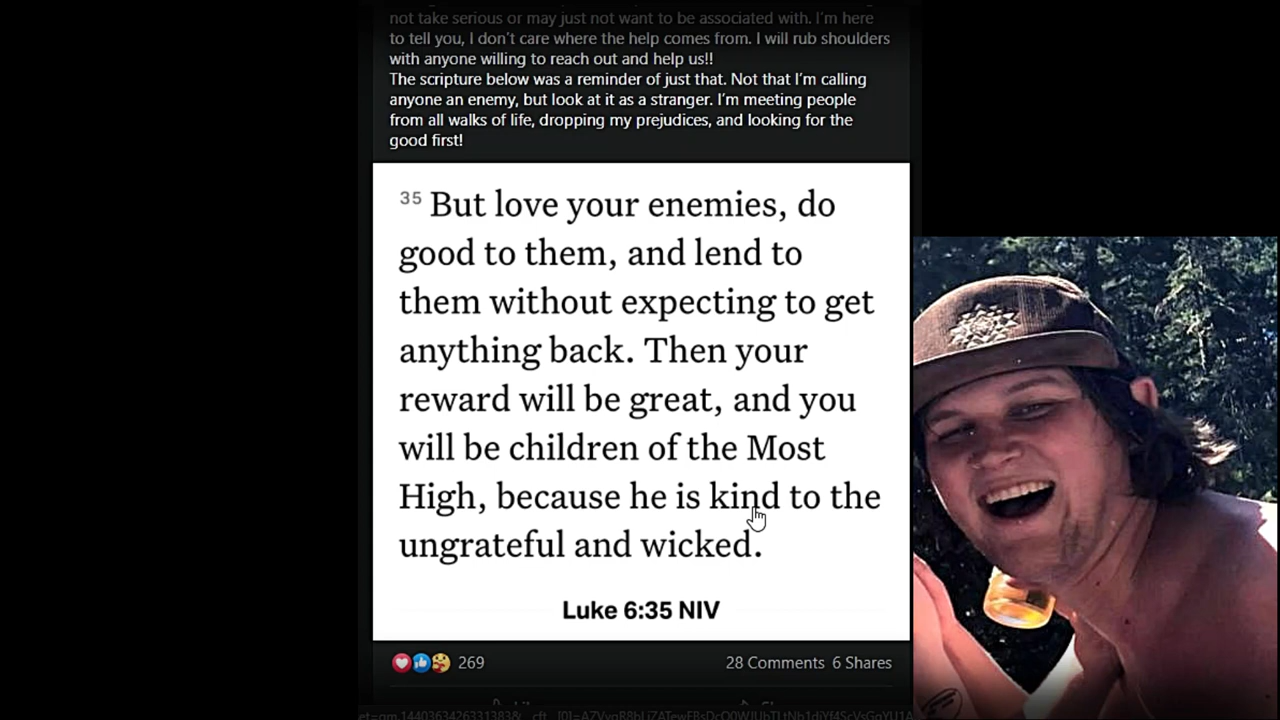 not take serious or may just not want to be associated with. I'm here
to tell you, I don't care where the help comes from. I will rub shoulders
with anyone willing to reach out and help us!!
The scripture below was a reminder of just that. Not that I'm calling
anyone an enemy, but look at it as a stranger. I'm meeting people
from all walks of life, dropping my prejudices, and looking for the
good first!
35 But love your enemies, do
good to them, and lend to
them without expecting to get
anything back. Then your
reward will be great, and you
will be children of the Most
High, because he is kind to the
ungrateful and wicked.
Luke 6:35 NIV
269
28 Comments 6 Shares